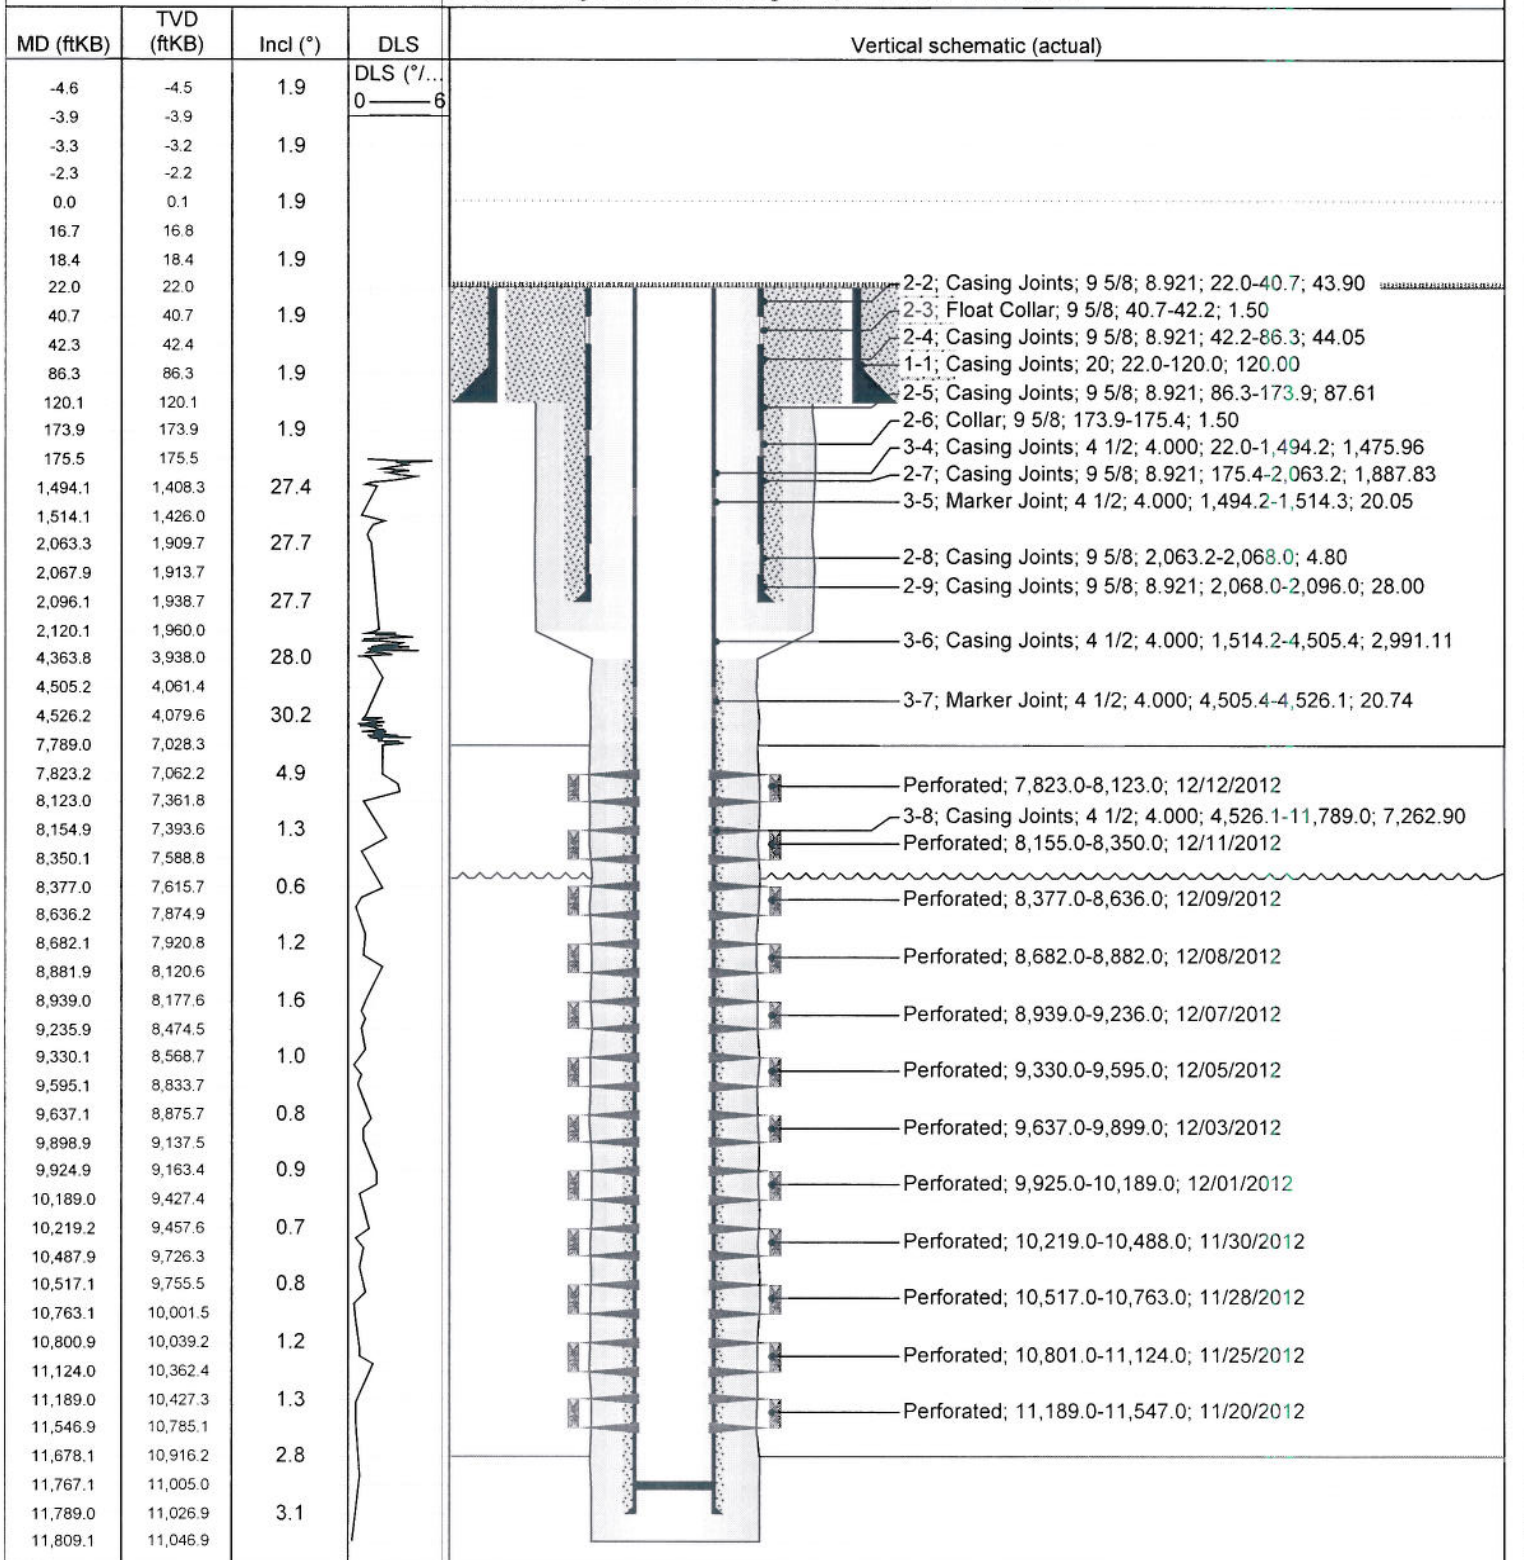 MD (ftKB) TVD (ftKB) Incl (°) DLS Vertical schematic (actual)
DLS (°/...
0 6
-4.6 -4.5 1.9
-3.9 -3.9
-3.3 -3.2 1.9
-2.3 -2.2
0.0 0.1 1.9
16.7 16.8
18.4 18.4 1.9
22.0 22.0 2-2; Casing Joints; 9 5/8; 8.921; 22.0-40.7; 43.90
40.7 40.7 1.9 2-3; Float Collar; 9 5/8; 40.7-42.2; 1.50
42.3 42.4 2-4; Casing Joints; 9 5/8; 8.921; 42.2-86.3; 44.05
86.3 86.3 1.9 1-1; Casing Joints; 20; 22.0-120.0; 120.00
120.1 120.1 2-5; Casing Joints; 9 5/8; 8.921; 86.3-173.9; 87.61
173.9 173.9 1.9 2-6; Collar; 9 5/8; 173.9-175.4; 1.50
175.5 175.5 3-4; Casing Joints; 4 1/2; 4.000; 22.0-1,494.2; 1,475.96
2-7; Casing Joints; 9 5/8; 8.921; 175.4-2,063.2; 1,887.83
1,494.1 1,408.3 27.4
3-5; Marker Joint; 4 1/2; 4.000; 1,494.2-1,514.3; 20.05
1,514.1 1,426.0
2,063.3 1,909.7 27.7
2,067.9 1,913.7 2-8; Casing Joints; 9 5/8; 2,063.2-2,068.0; 4.80
2,096.1 1,938.7 27.7 2-9; Casing Joints; 9 5/8; 8.921; 2,068.0-2,096.0; 28.00
2,120.1 1,960.0
4,363.8 3,938.0 28.0 3-6; Casing Joints; 4 1/2; 4.000; 1,514.2-4,505.4; 2,991.11
4,505.2 4,061.4
4,526.2 4,079.6 30.2 3-7; Marker Joint; 4 1/2; 4.000; 4,505.4-4,526.1; 20.74
7,789.0 7,028.3
7,823.2 7,062.2 4.9 Perforated; 7,823.0-8,123.0; 12/12/2012
8,123.0 7,361.8
3-8; Casing Joints; 4 1/2; 4.000; 4,526.1-11,789.0; 7,262.90
8,154.9 7,393.6 1.3 Perforated; 8,155.0-8,350.0; 12/11/2012
8,350.1 7,588.8
8,377.0 7,615.7 0.6 Perforated; 8,377.0-8,636.0; 12/09/2012
8,636.2 7,874.9
8,682.1 7,920.8 1.2 Perforated; 8,682.0-8,882.0; 12/08/2012
8,881.9 8,120.6
8,939.0 8,177.6 1.6 Perforated; 8,939.0-9,236.0; 12/07/2012
9,235.9 8,474.5
9,330.1 8,568.7 1.0 Perforated; 9,330.0-9,595.0; 12/05/2012
9,595.1 8,833.7
9,637.1 8,875.7 0.8 Perforated; 9,637.0-9,899.0; 12/03/2012
9,898.9 9,137.5
9,924.9 9,163.4 0.9 Perforated; 9,925.0-10,189.0; 12/01/2012
10,189.0 9,427.4
10,219.2 9,457.6 0.7 Perforated; 10,219.0-10,488.0; 11/30/2012
10,487.9 9,726.3
10,517.1 9,755.5 0.8 Perforated; 10,517.0-10,763.0; 11/28/2012
10,763.1 10,001.5
10,800.9 10,039.2 1.2 Perforated; 10,801.0-11,124.0; 11/25/2012
11,124.0 10,362.4
11,189.0 10,427.3 1.3 Perforated; 11,189.0-11,547.0; 11/20/2012
11,546.9 10,785.1
11,678.1 10,916.2 2.8
11,767.1 11,005.0
11,789.0 11,026.9 3.1
11,809.1 11,046.9